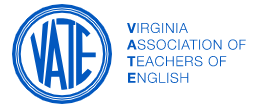 VATE
VIRGINIA
ASSOCIATION OF
TEACHERS OF
ENGLISH